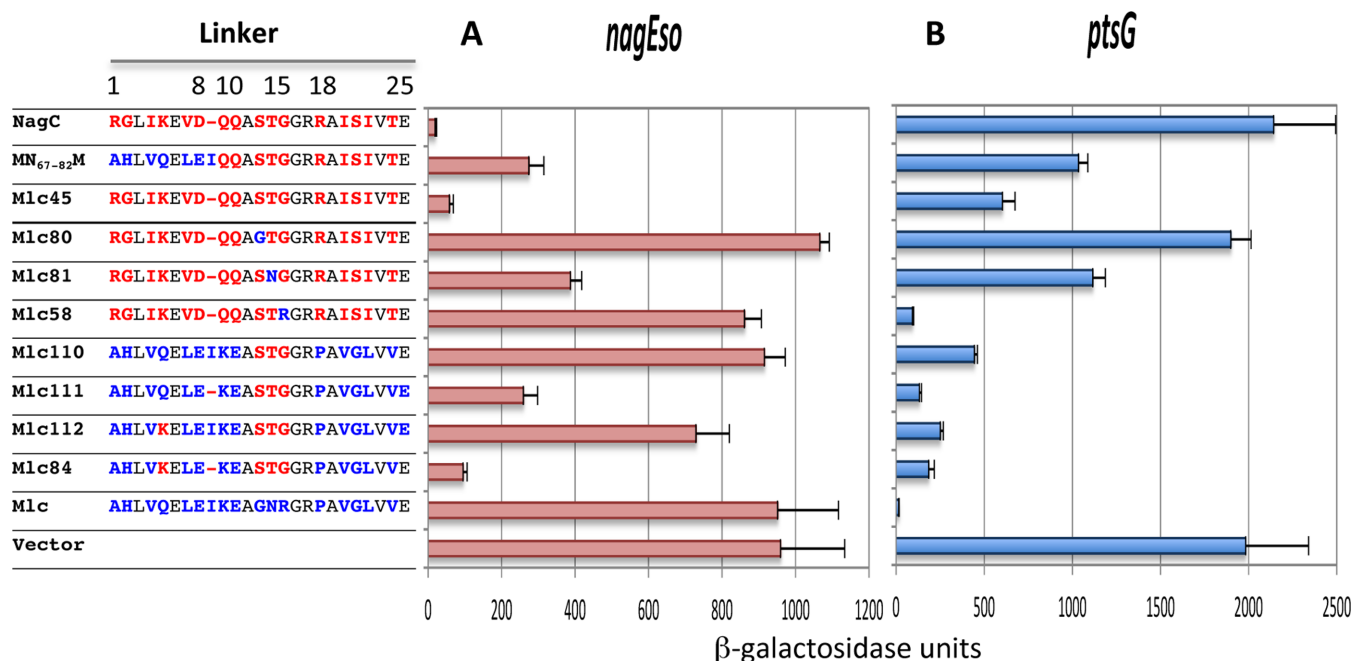 Linker A nagEso B ptsG
1 8 10 15 18 25
NagC RGLIKEVD-QQASTGGRRAISIVTE
MN67-82M AHLVQELEIQQASTGGRRAISIVTE
Mlc45 RGLIKEVD-QQASTGGRRAISIVTE
Mlc80 RGLIKEVD-QQAGTGGRRAISIVTE
Mlc81 RGLIKEVD-QQASNGGRRAISIVTE
Mlc58 RGLIKEVD-QQASTRGRRAISIVTE
Mlc110 AHLVQELEIKEASTGGRPAVGLVVE
Mlc111 AHLVQELE-KEASTGGRPAVGLVVE
Mlc112 AHLVKELEIKEASTGGRPAVGLVVE
Mlc84 AHLVKELE-KEASTGGRPAVGLVVE
Mlc AHLVQELEIKEAGNRGRPAVGLVVE
Vector
0 200 400 600 800 1000 1200 0 500 1000 1500 2000 2500
β-galactosidase units